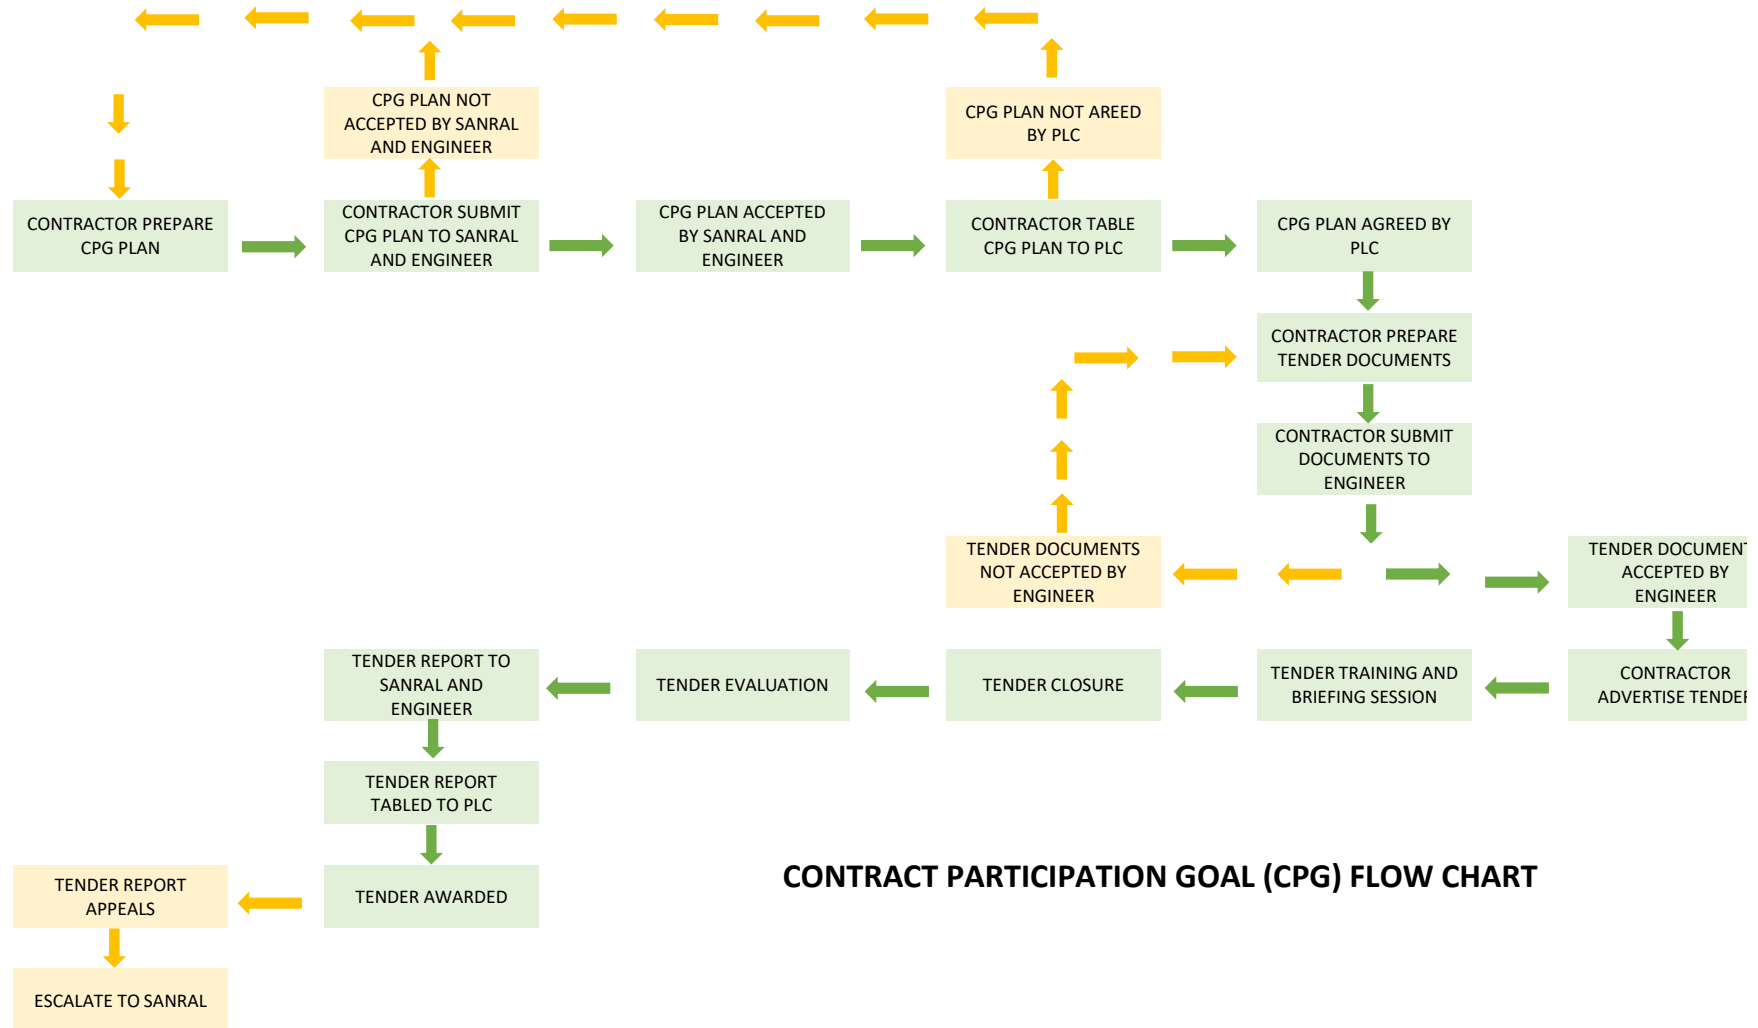 CPG PLAN NOT
ACCEPTED BY SANRAL
AND ENGINEER
CPG PLAN NOT AREED
BY PLC
CONTRACTOR PREPARE
CPG PLAN
CONTRACTOR SUBMIT
CPG PLAN TO SANRAL
AND ENGINEER
CPG PLAN ACCEPTED
BY SANRAL AND
ENGINEER
CONTRACTOR TABLE
CPG PLAN TO PLC
CPG PLAN AGREED BY
PLC
CONTRACTOR PREPARE
TENDER DOCUMENTS
CONTRACTOR SUBMIT
DOCUMENTS TO
ENGINEER
TENDER DOCUMENTS
NOT ACCEPTED BY
ENGINEER
TENDER DOCUMENT
ACCEPTED BY
ENGINEER
TENDER REPORT TO
SANRAL AND
ENGINEER
TENDER EVALUATION
TENDER CLOSURE
TENDER TRAINING AND
BRIEFING SESSION
CONTRACTOR
ADVERTISE TENDER
TENDER REPORT
TABLED TO PLC
TENDER REPORT
APPEALS
TENDER AWARDED
CONTRACT PARTICIPATION GOAL (CPG) FLOW CHART
ESCALATE TO SANRAL